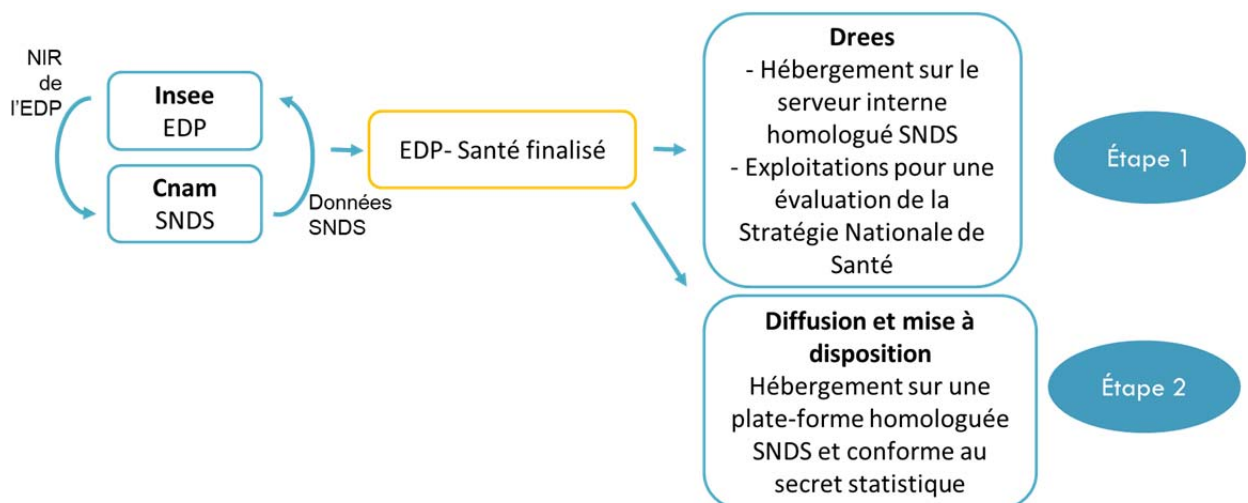 NIR
de
l'EDP
Insee
EDP
Cnam
SNDS
Données
SNDS
EDP- Santé finalisé
Drees
- Hébergement sur le
serveur interne
homologué SNDS
- Exploitations pour une
évaluation de la
Stratégie Nationale de
Santé
Étape 1
Diffusion et mise à
disposition
Hébergement sur une
plate-forme homologuée
SNDS et conforme au
secret statistique
Étape 2